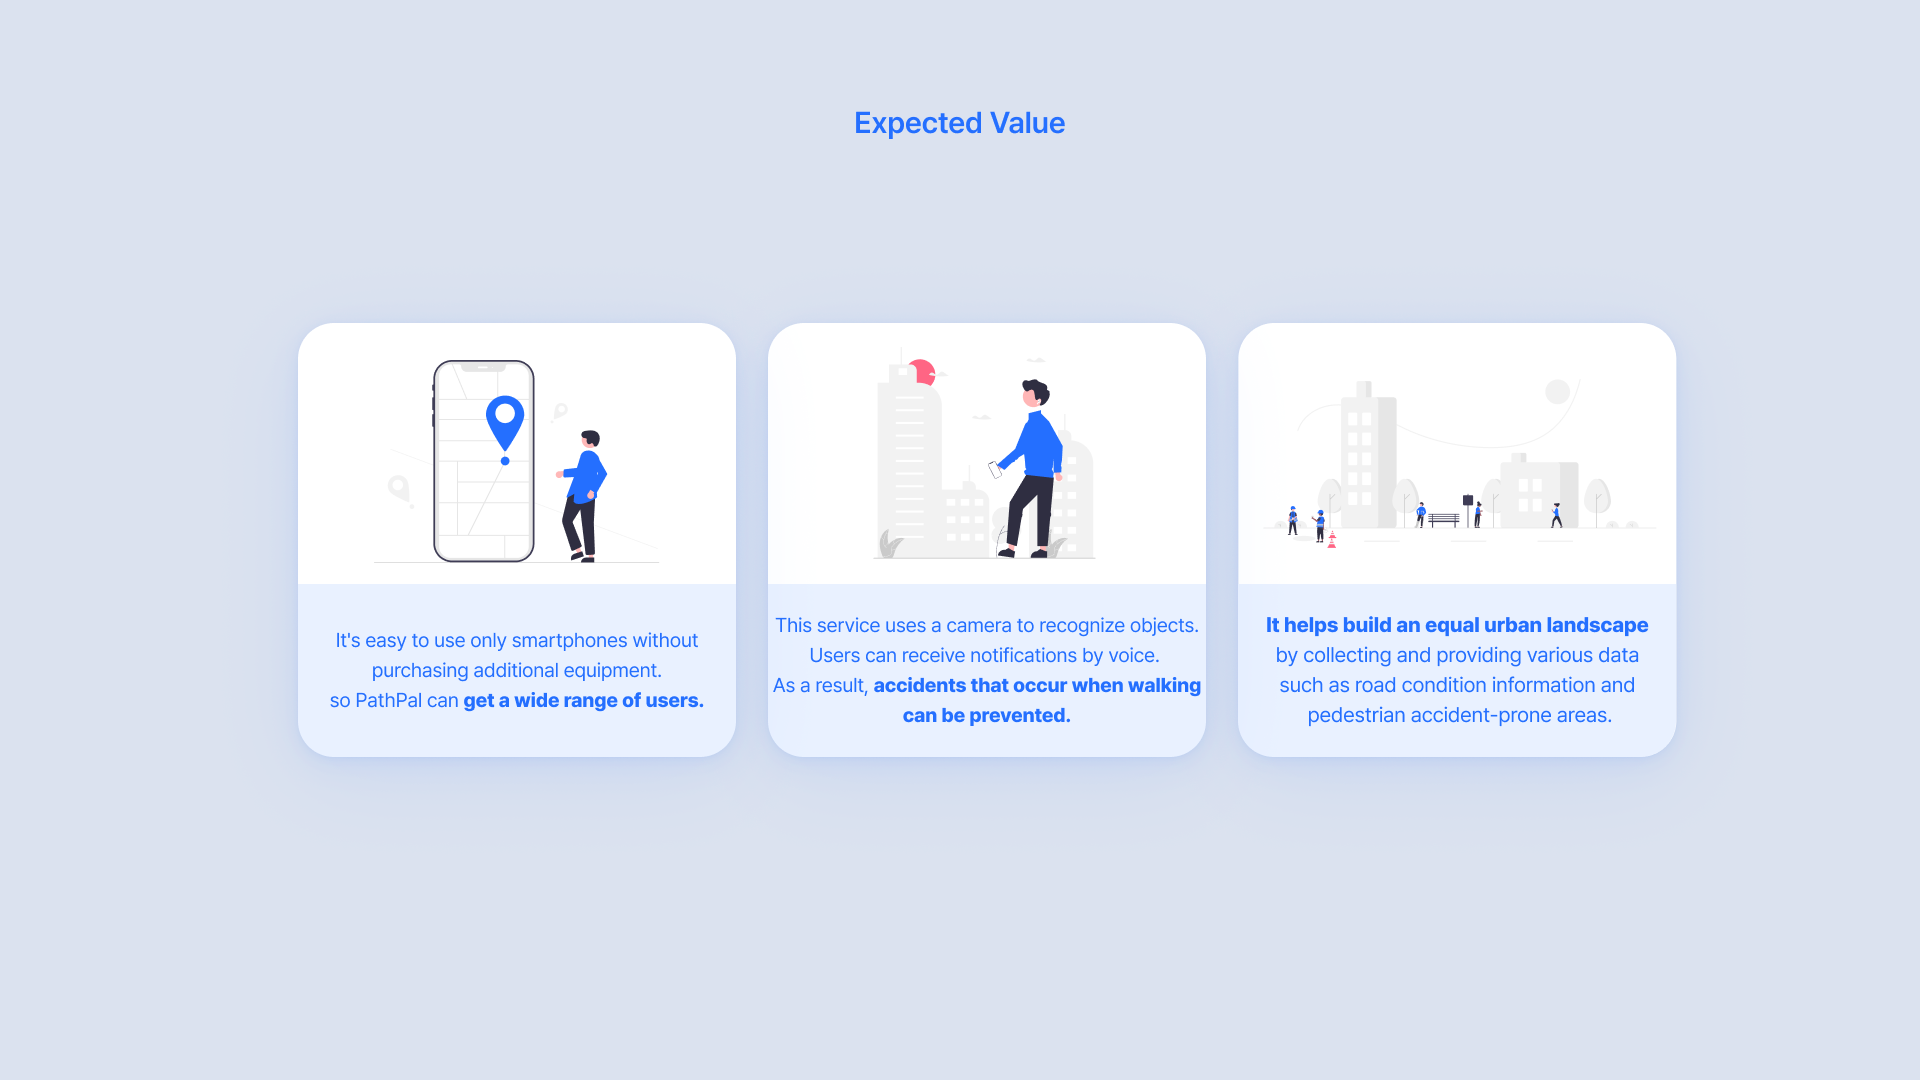 Expected Value
It's easy to use only smartphones without
purchasing additional equipment.
so PathPal can get a wide range of users.
This service uses a camera to recognize objects.
Users can receive notifications by voice.
As a result, accidents that occur when walking
can be prevented.
It helps build an equal urban landscape
by collecting and providing various data
such as road condition information and
pedestrian accident-prone areas.